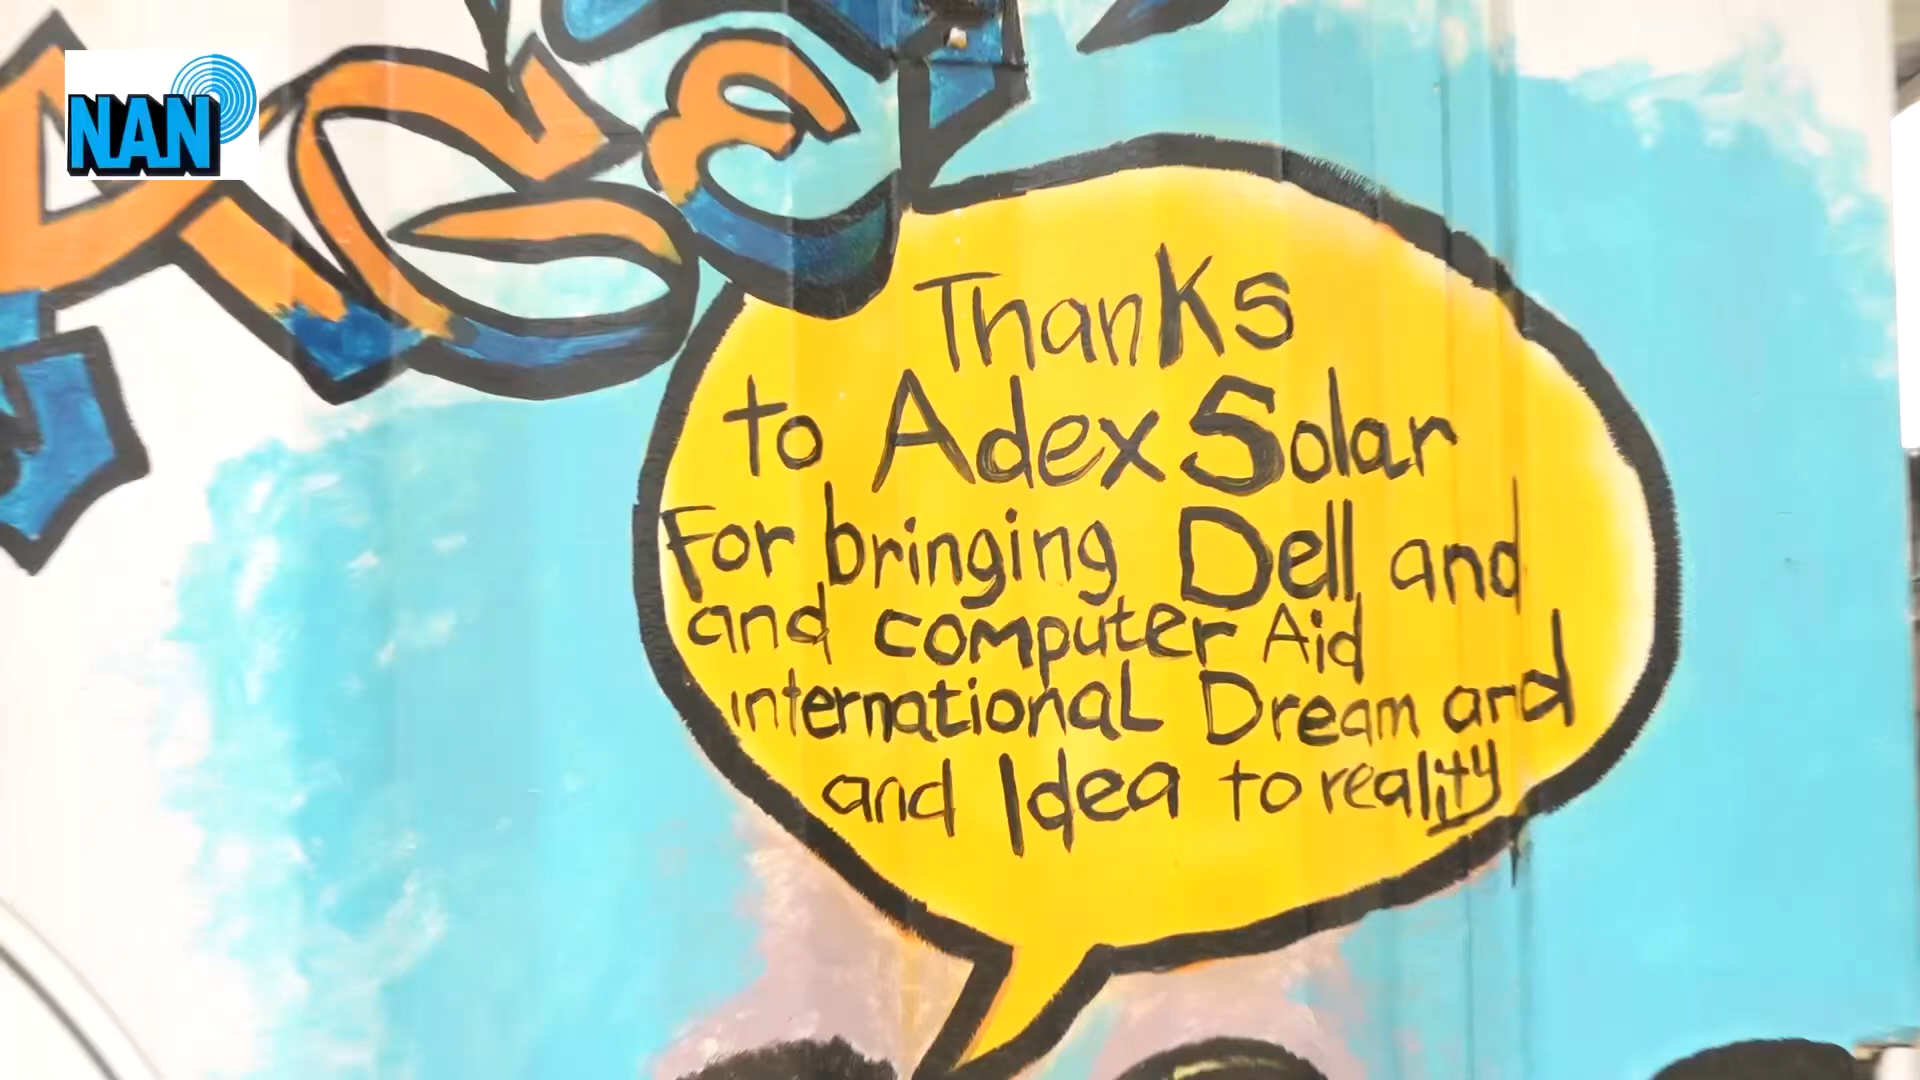 NAN
AGE
Thanks
to Adex Solar
For bringing Dell and
and computer Aid
international Dream and
and Idea to reality